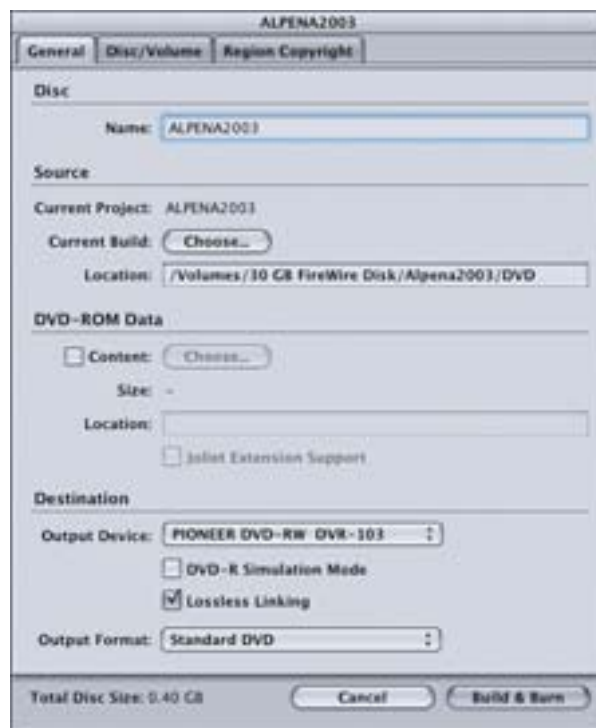 ALPENA2003
General Disc/Volume Region Copyright
Disc
Name: ALPENA2003
Source
Current Project: ALPENA2003
Current Build: Choose...
Location: /Volumes/30 GB FireWire Disk/Alpena2003/DVD
DVD-ROM Data
Content: Choose...
Size: -
Location:
Joliet Extension Support
Destination
Output Device: PIONEER DVD-RW DVR-103
DVD-R Simulation Mode
Lossless Linking
Output Format: Standard DVD
Total Disc Size: 0.40 GB Cancel Build & Burn